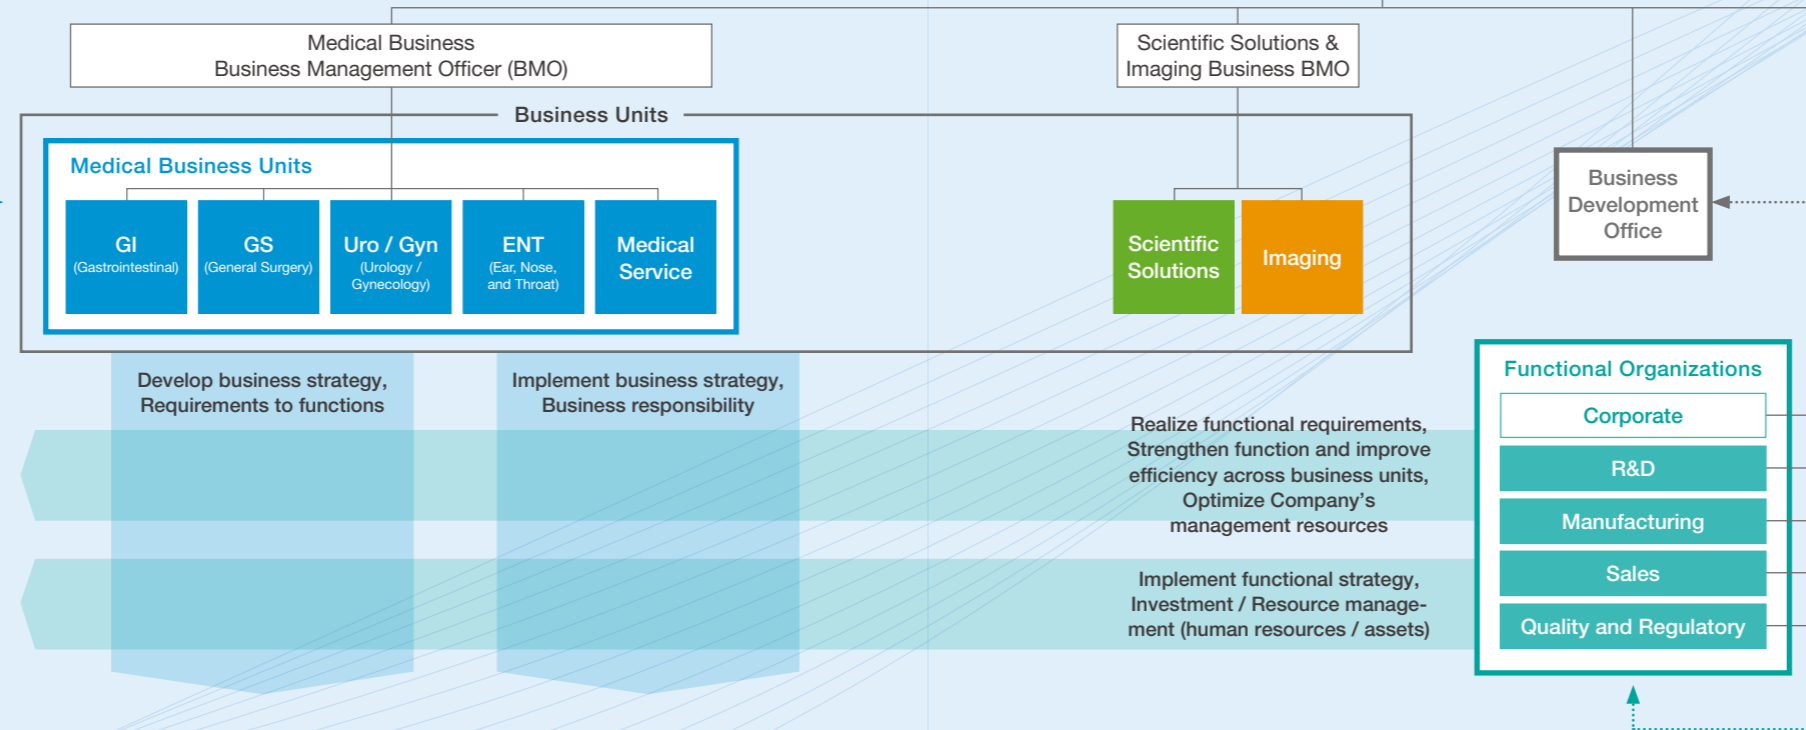 Medical Business
Business Management Officer (BMO)
Scientific Solutions &
Imaging Business BMO
Business Units
Medical Business Units
GI
(Gastrointestinal)
GS
(General Surgery)
Uro / Gyn
(Urology /
Gynecology)
ENT
(Ear, Nose,
and Throat)
Medical
Service
Scientific
Solutions
Imaging
Business
Development
Office
Develop business strategy,
Requirements to functions
Implement business strategy,
Business responsibility
Realize functional requirements,
Strengthen function and improve
efficiency across business units,
Optimize Company’s
management resources
Implement functional strategy,
Investment / Resource manage-
ment (human resources / assets)
Functional Organizations
Corporate
R&D
Manufacturing
Sales
Quality and Regulatory